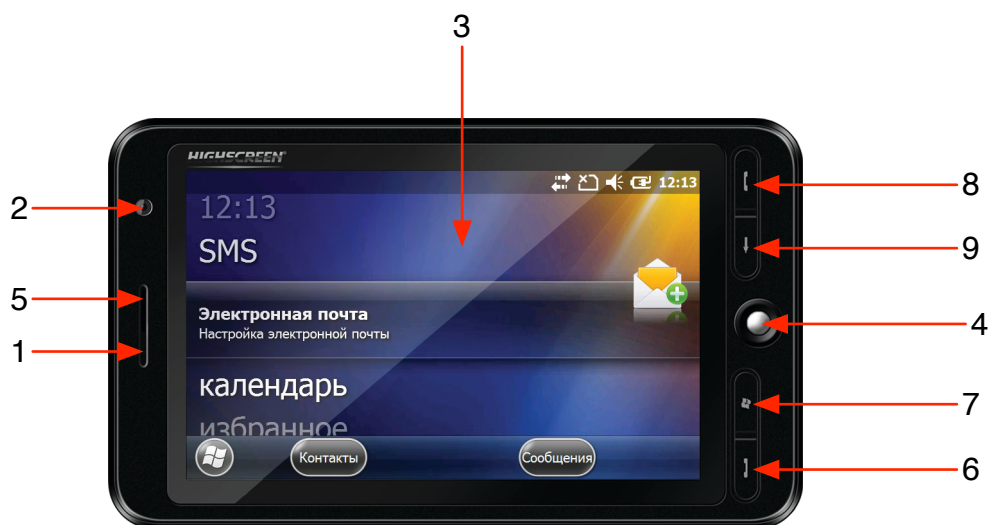 3
HIGHSCREEN
12:13
12:13
SMS
Электронная почта
Настройка электронной почты
календарь
избранное
Контакты
Сообщения
2
5
1
8
9
4
7
6